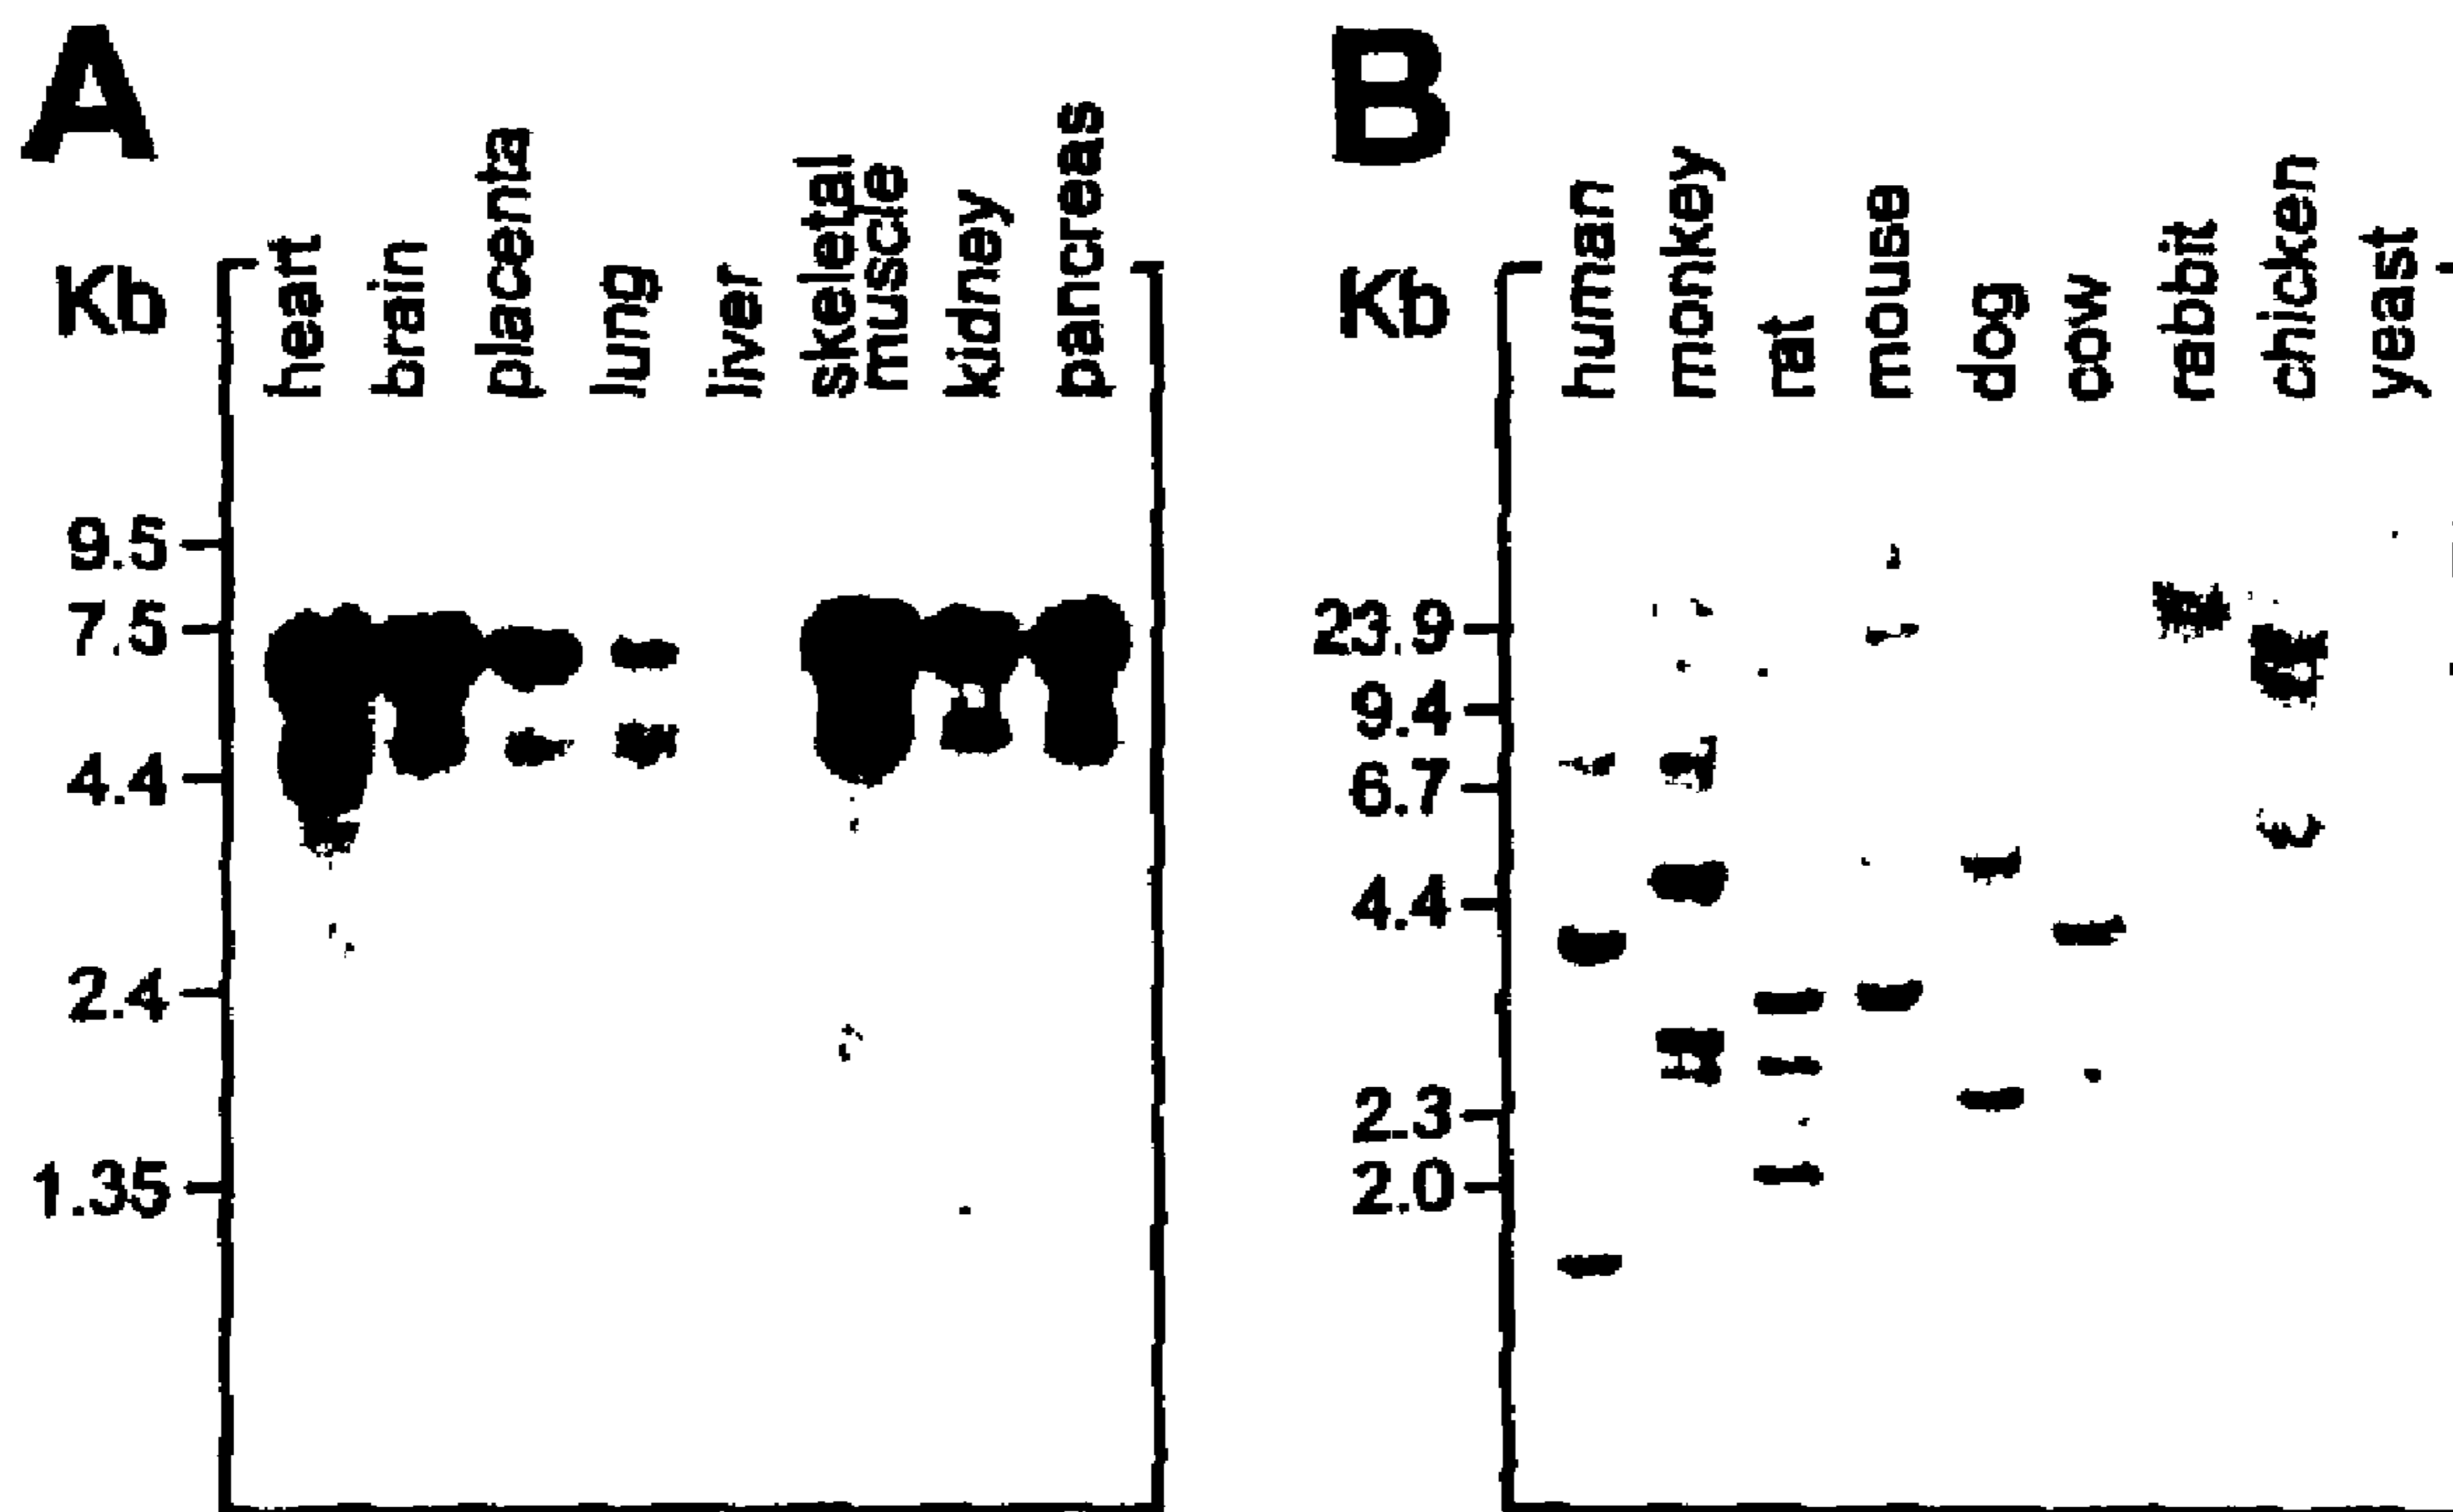 A
Kb
heart
brain
placenta
lung
liver
skeletal
muscle
kidney
pancreas
9.5
7.5
4.4
2.4
1.35
B
Kb
human
monkey
rat
mouse
dog
cow
rabbit
chicken
yeast
23.9
9.4
6.7
4.4
2.3
2.0